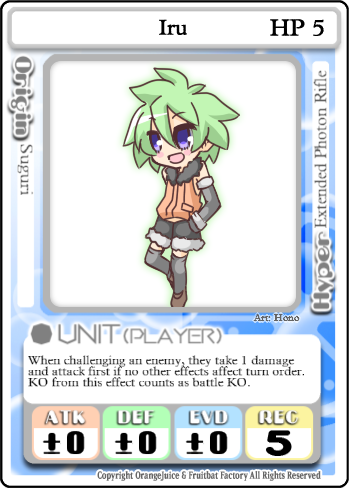 Iru HP 5
Origin Suguri
Hyper Extended Photon Rifle
Art: Hono
UNIT (PLAYER)
When challenging an enemy, they take 1 damage
and attack first if no other effects affect turn order.
KO from this effect counts as battle KO.
ATK DEF EVD REC
±0 ±0 ±0 5
Copyright Orangejuice & Fruitbat Factory All Rights Reserved